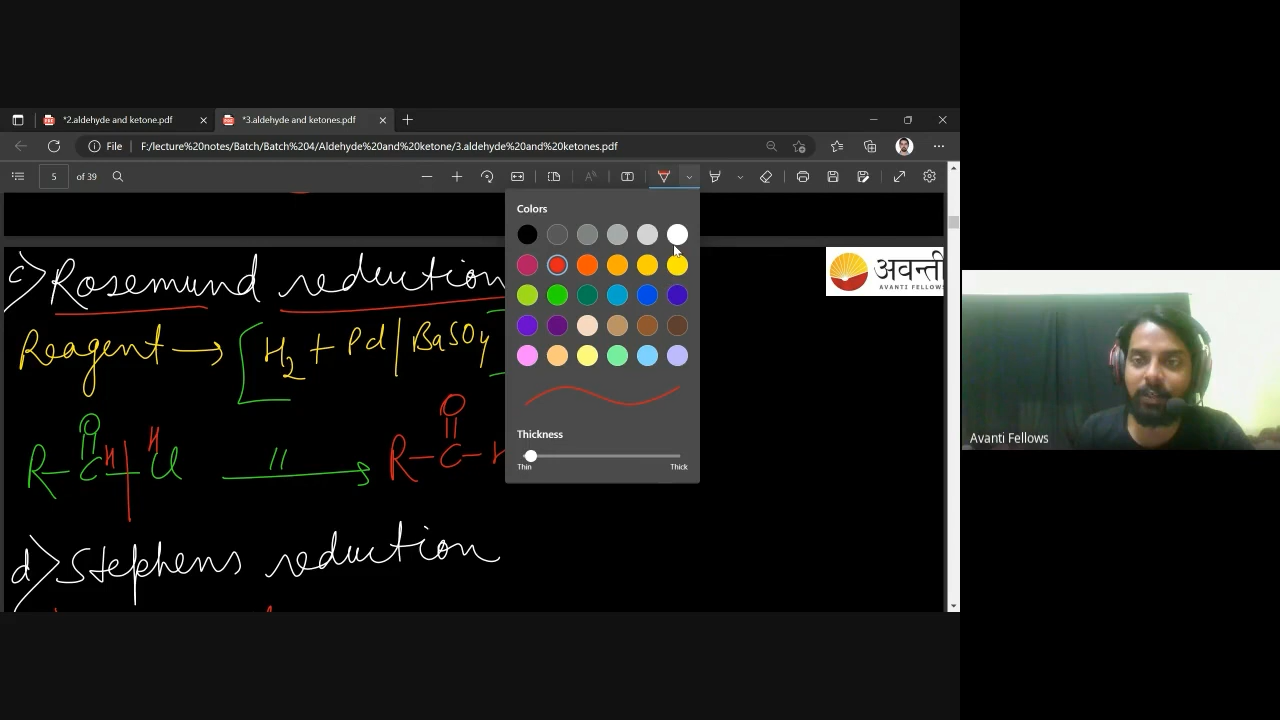 *2.aldehyde and ketone.pdf
*3.aldehyde and ketones.pdf
File F:/lecture%20notes/Batch/Batch%204/Aldehyde%20and%20ketone/3.aldehyde%20and%20ketones.pdf
5 of 39
Colors
Thickness
Thin Thick
c) Rosemund reduction
Reagent → [H₂ + Pd | BaSO₄
R-C-Cl H H → R-C-
O O
d) Stephens reduction
अवन्ती
AVANTI FELLOWS
Avanti Fellows